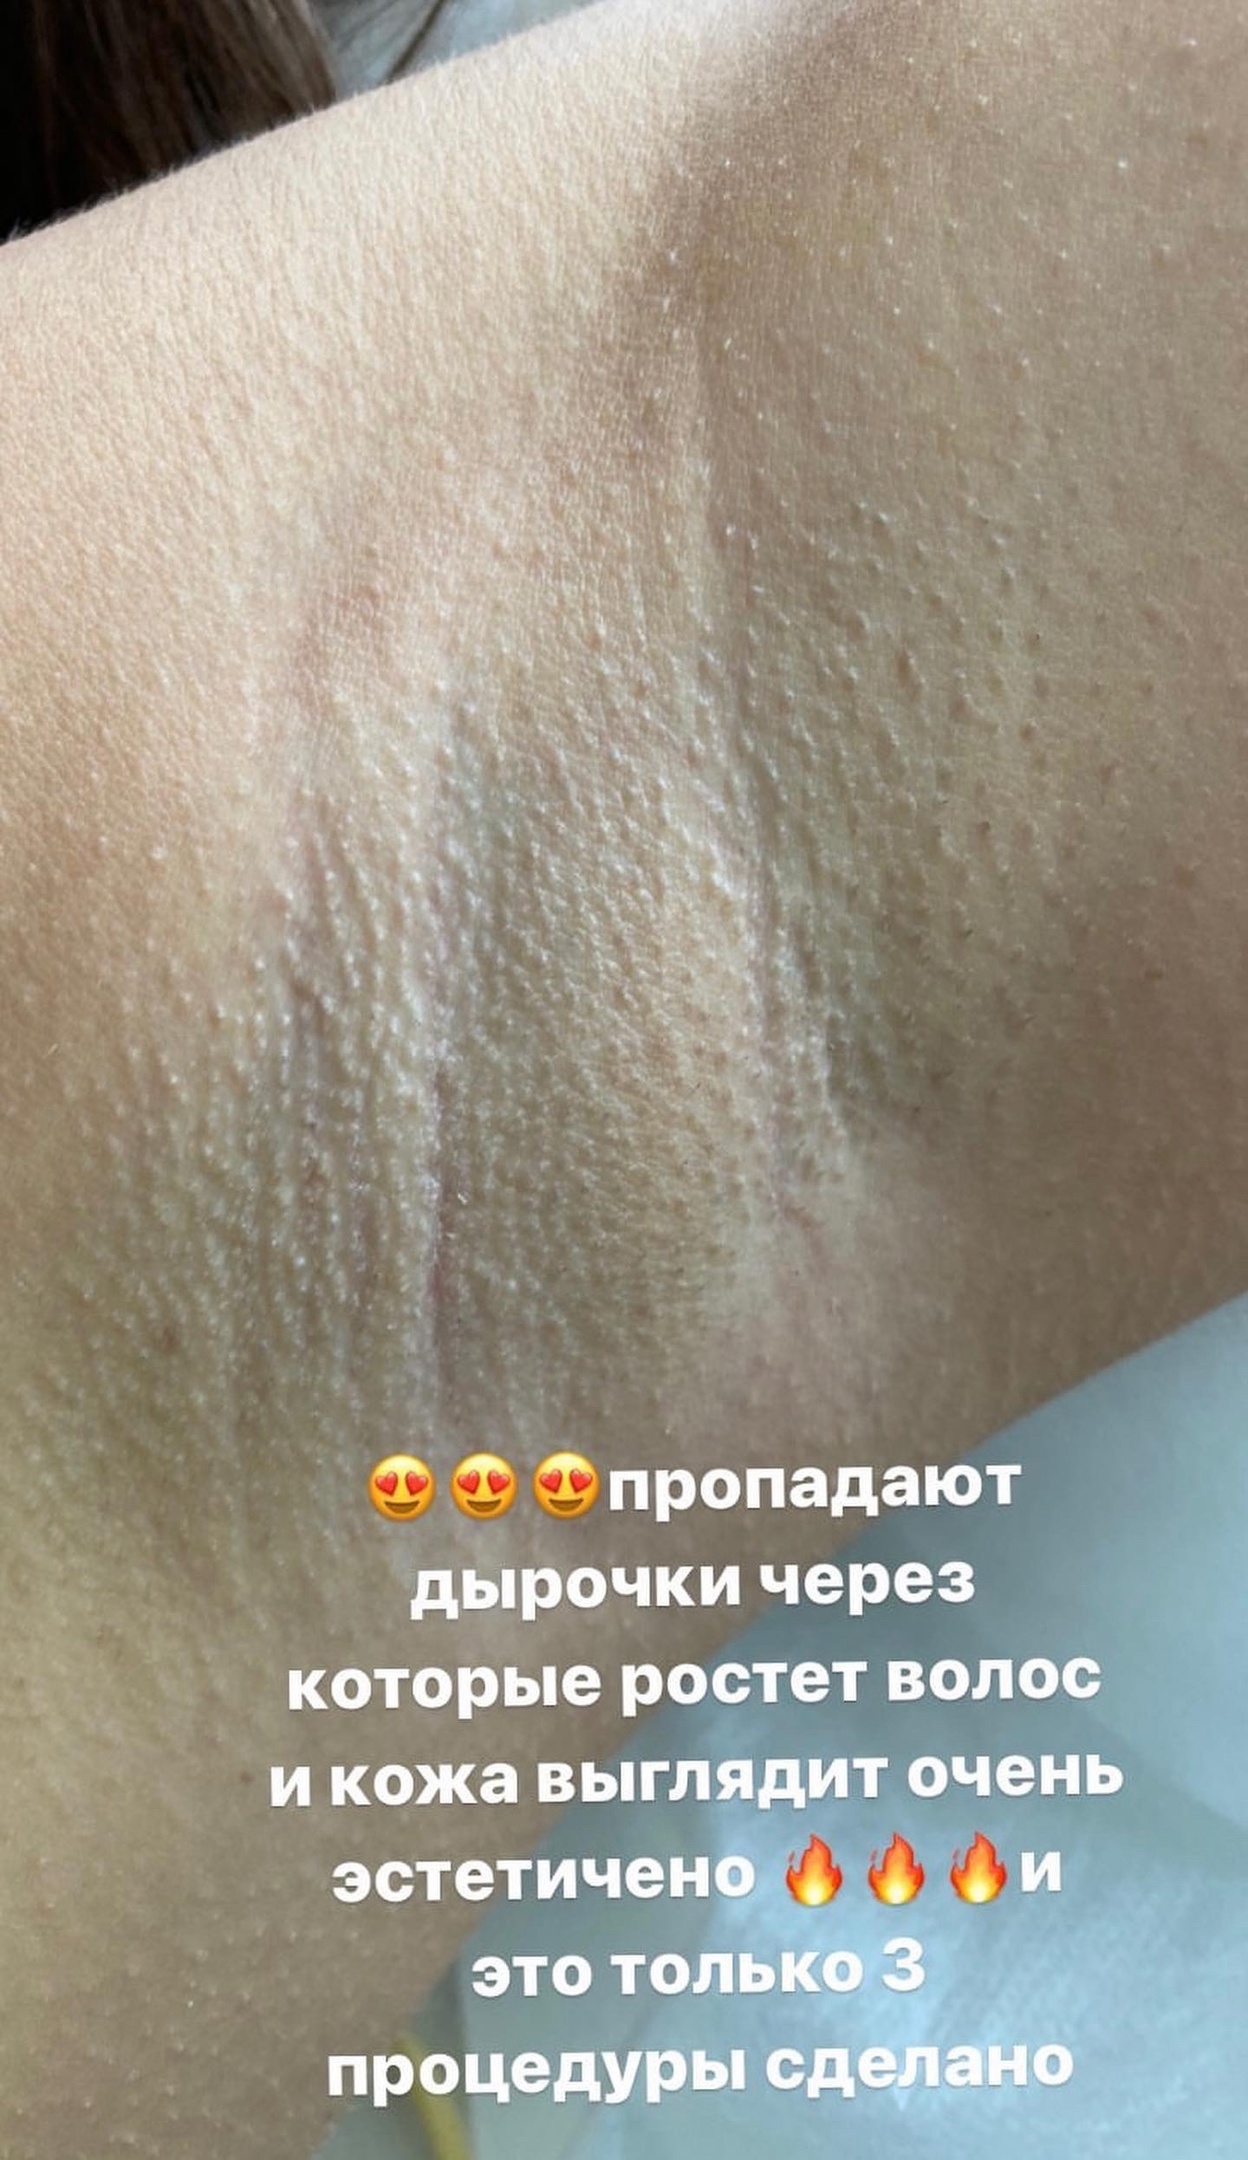 😍😍😍пропадают
дырочки через
которые ростет волос
и кожа выглядит очень
эстетичено 🔥🔥🔥и
это только 3
процедуры сделано